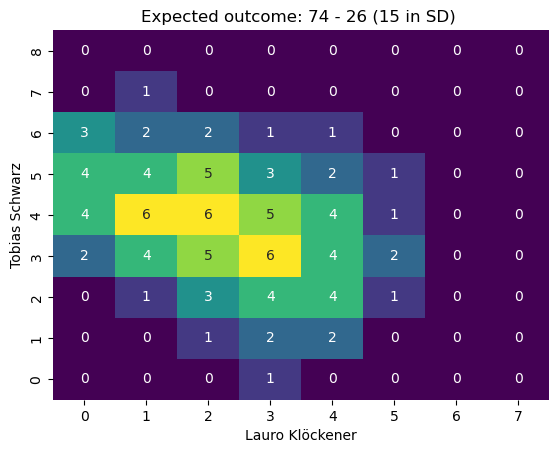 Expected outcome: 74 - 26 (15 in SD)
Tobias Schwarz
8 0 0 0 0 0 0 0 0
7 0 1 0 0 0 0 0 0
6 3 2 2 1 1 0 0 0
5 4 4 5 3 2 1 0 0
4 4 6 6 5 4 1 0 0
3 2 4 5 6 4 2 0 0
2 0 1 3 4 4 1 0 0
1 0 0 1 2 2 0 0 0
0 0 0 0 1 0 0 0 0
0 1 2 3 4 5 6 7
Lauro Klöckener